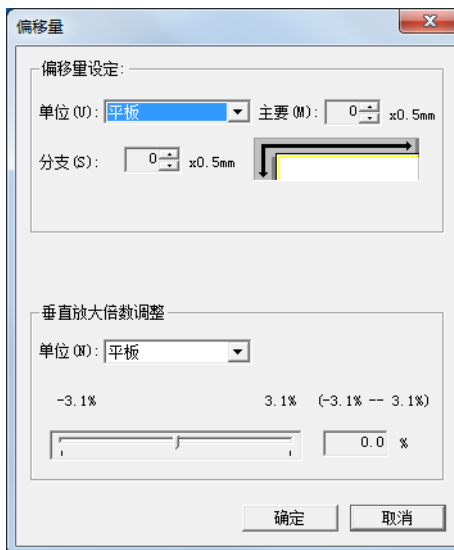 偏移量
偏移量设定:
单位(U): 平板 主要(M): 0 x0.5mm
分支(S): 0 x0.5mm
垂直放大倍数调整
单位(N): 平板
-3.1% 3.1% (-3.1% -- 3.1%)
0.0 %
确定 取消